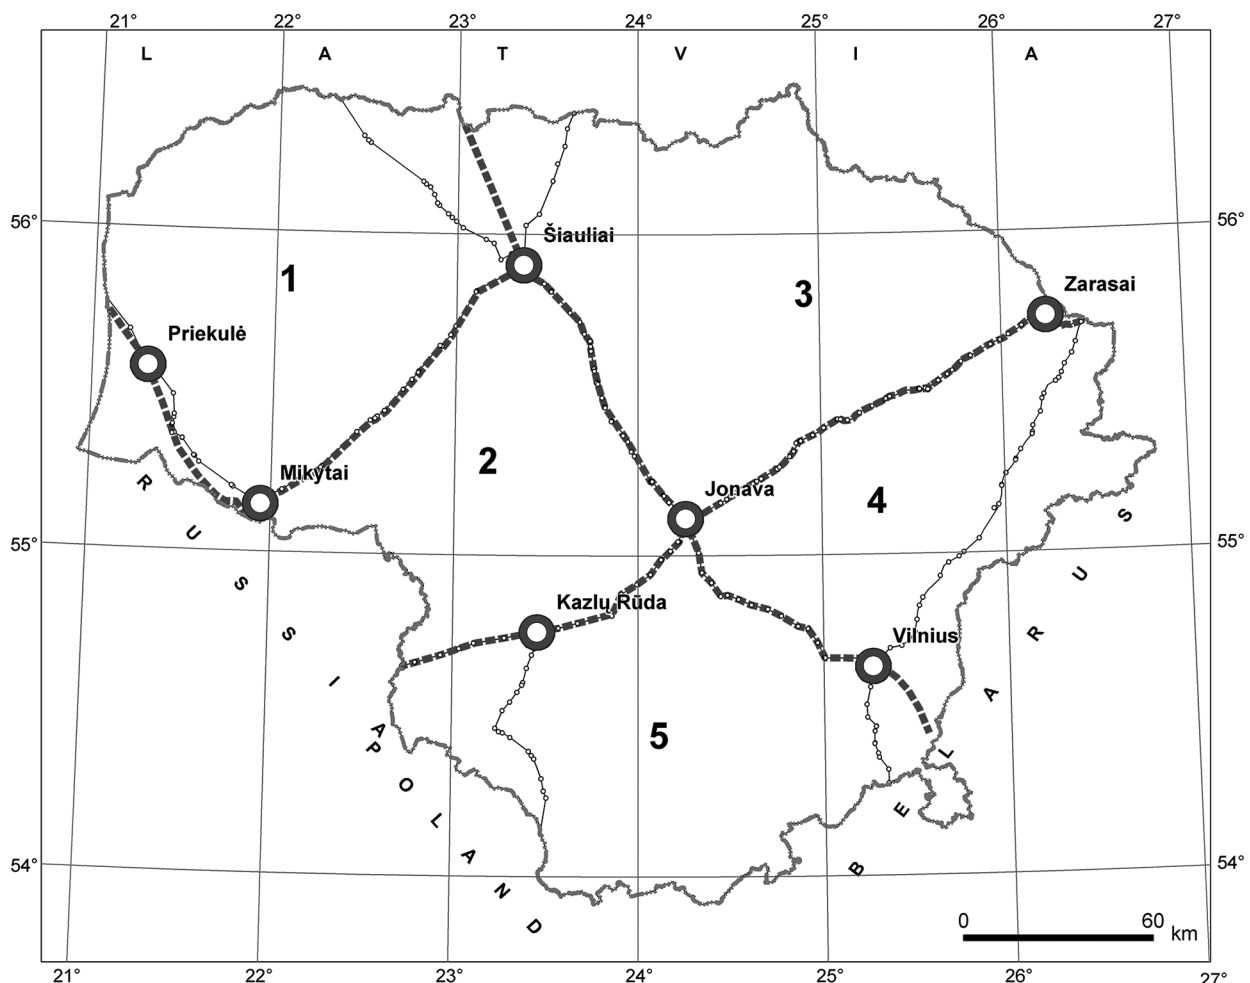 21° 22° 23° 24° 25° 26° 27°
L A T V I A
56° 56°
Šiauliai
1
3
Zarasai
Priekulė
2
Mikytai
Jonava
4
R U S S I A
B E L A R U S
55° 55°
Kazlų Rūda
Vilnius
5
P O L A N D
54° 54°
0 60
km
21° 22° 23° 24° 25° 26° 27°